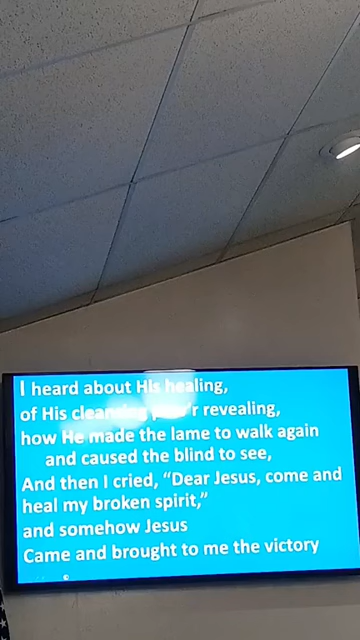 I heard about His healing,
of His cleansing pow'r revealing,
how He made the lame to walk again
and caused the blind to see,
And then I cried, “Dear Jesus, come and
heal my broken spirit,”
and somehow Jesus
Came and brought to me the victory
©